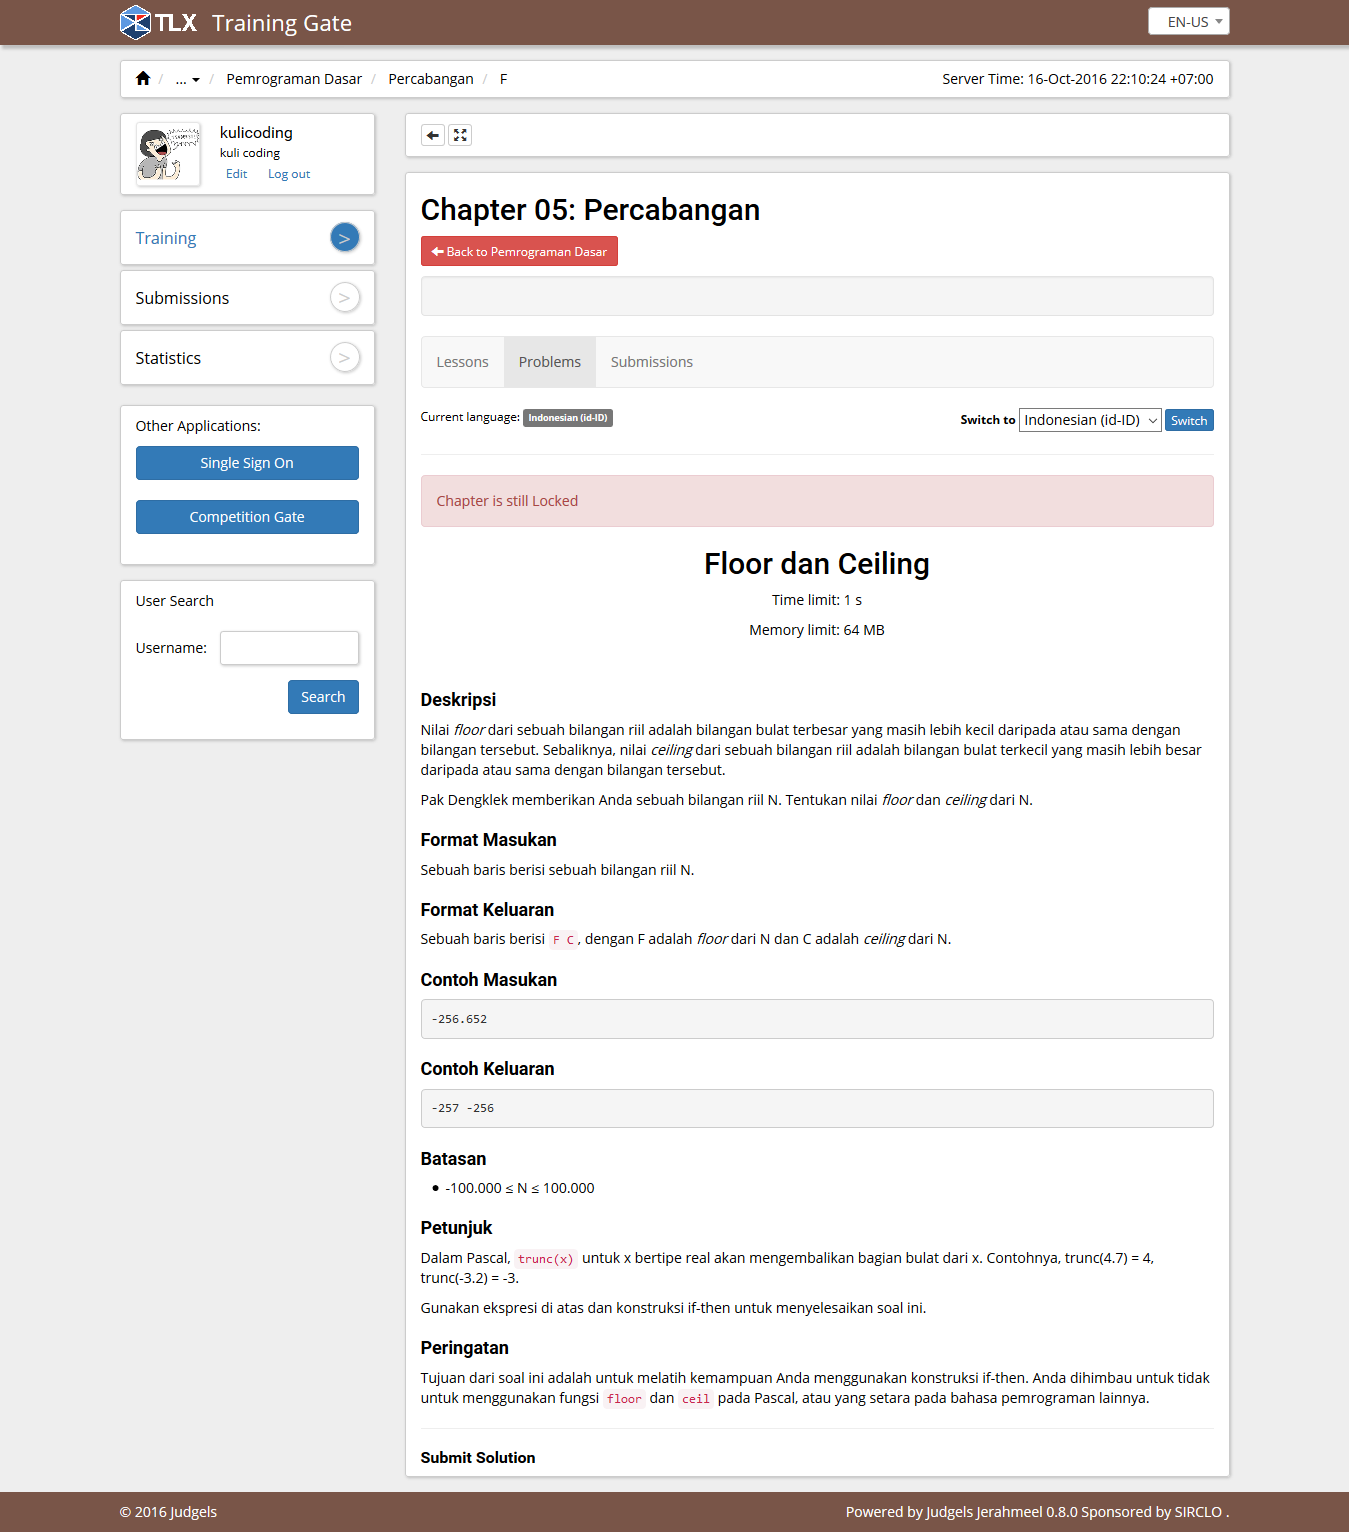 TLX Training Gate
EN-US
... Pemrograman Dasar / Percabangan / F
Server Time: 16-Oct-2016 22:10:24 +07:00
kulicoding
kuli coding
Edit Log out
Training >
Submissions >
Statistics >
Other Applications:
Single Sign On
Competition Gate
User Search
Username:
Search
Chapter 05: Percabangan
Back to Pemrograman Dasar
Lessons Problems Submissions
Current language: Indonesian (id-ID)
Switch to Indonesian (id-ID) Switch
Chapter is still Locked
Floor dan Ceiling
Time limit: 1 s
Memory limit: 64 MB
Deskripsi
Nilai floor dari sebuah bilangan riil adalah bilangan bulat terbesar yang masih lebih kecil daripada atau sama dengan
bilangan tersebut. Sebaliknya, nilai ceiling dari sebuah bilangan riil adalah bilangan bulat terkecil yang masih lebih besar
daripada atau sama dengan bilangan tersebut.
Pak Dengklek memberikan Anda sebuah bilangan riil N. Tentukan nilai floor dan ceiling dari N.
Format Masukan
Sebuah baris berisi sebuah bilangan riil N.
Format Keluaran
Sebuah baris berisi F C, dengan F adalah floor dari N dan C adalah ceiling dari N.
Contoh Masukan
-256.652
Contoh Keluaran
-257 -256
Batasan
• -100.000 ≤ N ≤ 100.000
Petunjuk
Dalam Pascal, trunc(x) untuk x bertipe real akan mengembalikan bagian bulat dari x. Contohnya, trunc(4.7) = 4,
trunc(-3.2) = -3.
Gunakan ekspresi di atas dan konstruksi if-then untuk menyelesaikan soal ini.
Peringatan
Tujuan dari soal ini adalah untuk melatih kemampuan Anda menggunakan konstruksi if-then. Anda dihimbau untuk tidak
untuk menggunakan fungsi floor dan ceil pada Pascal, atau yang setara pada bahasa pemrograman lainnya.
Submit Solution
© 2016 Judgels
Powered by Judgels Jerahmeel 0.8.0 Sponsored by SIRCLO .